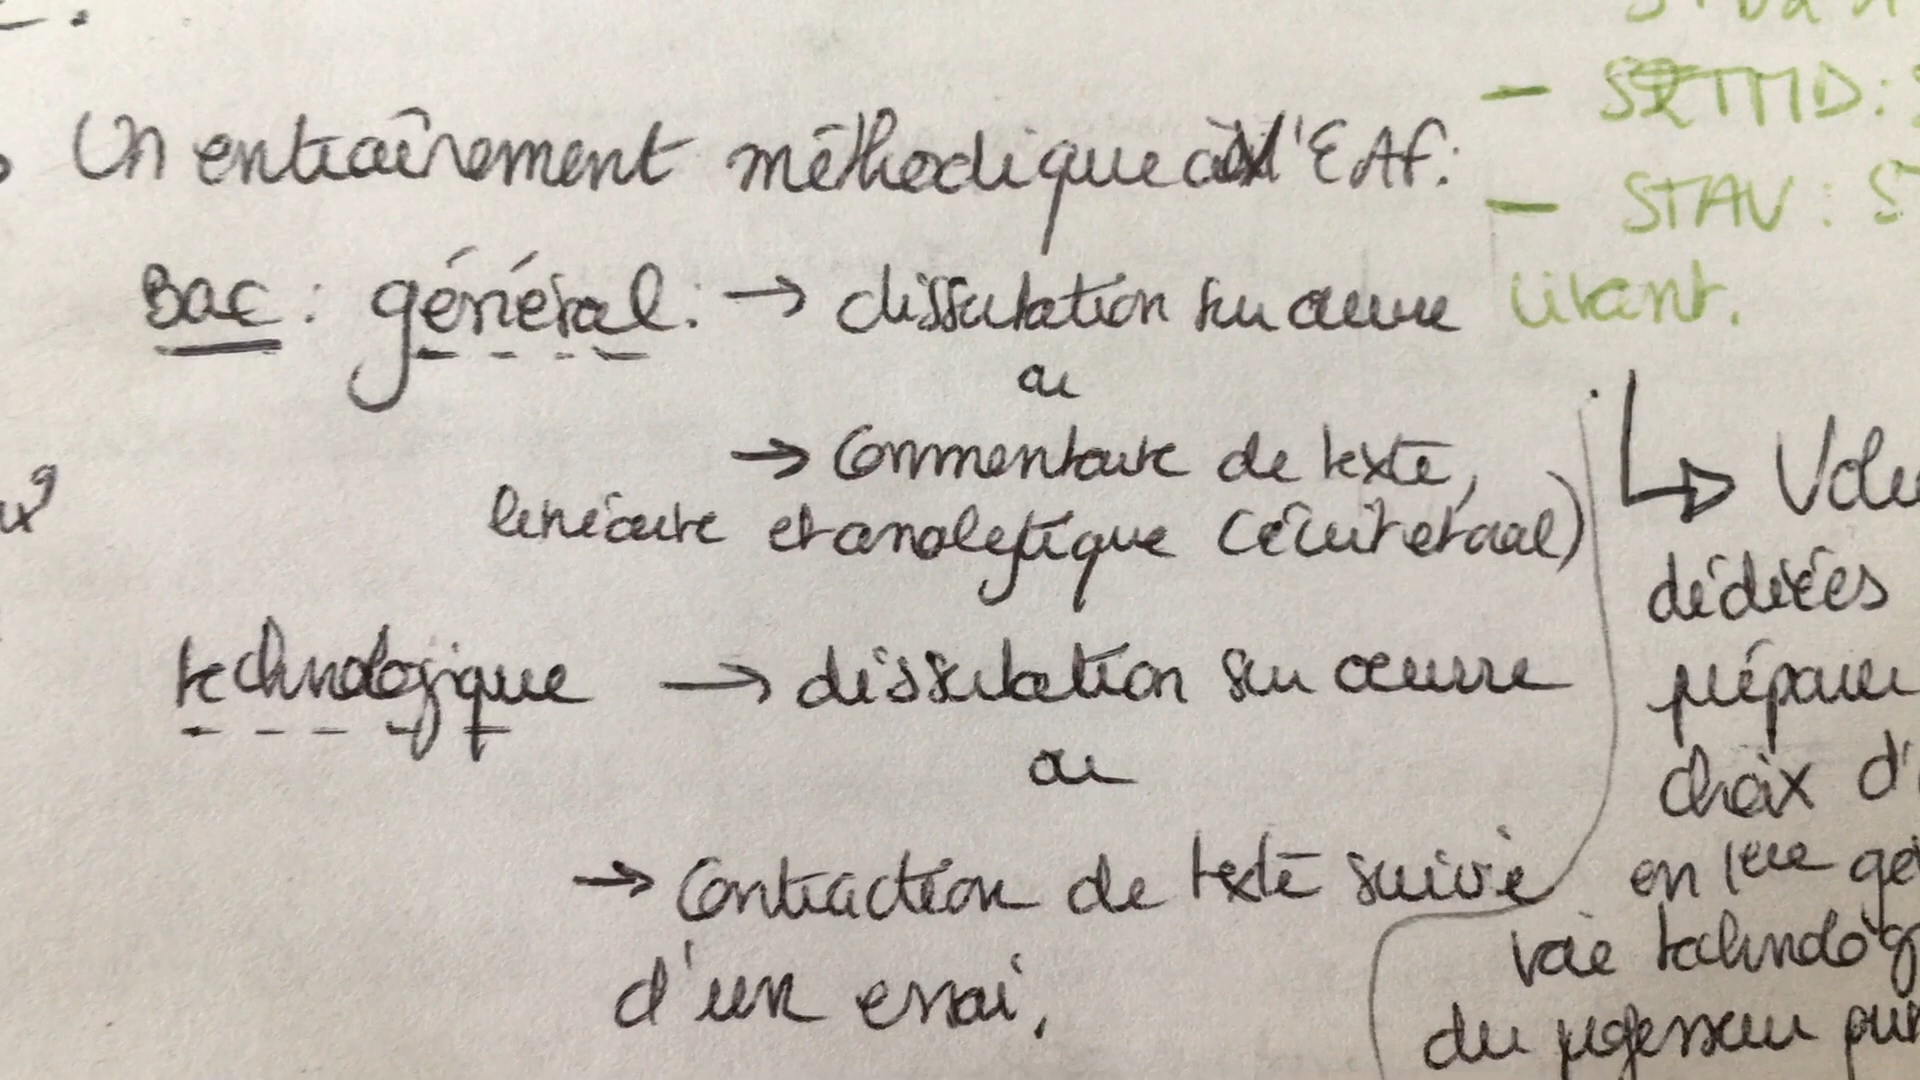 Un entraînement méthodique à l'EAF:
Bac : général : → dissertation sur œuvre
ou
→ Commentaire de texte,
linéaire et analytique (écrit et oral)
technologique → dissertation sur œuvre
ou
→ Contraction de texte suivie
d'un essai,
- S2TMD:
- STAV :
vivant.
↳ Volu
dédiées
préparer
choix d'
en 1ère gé
voie technolog
du professeur